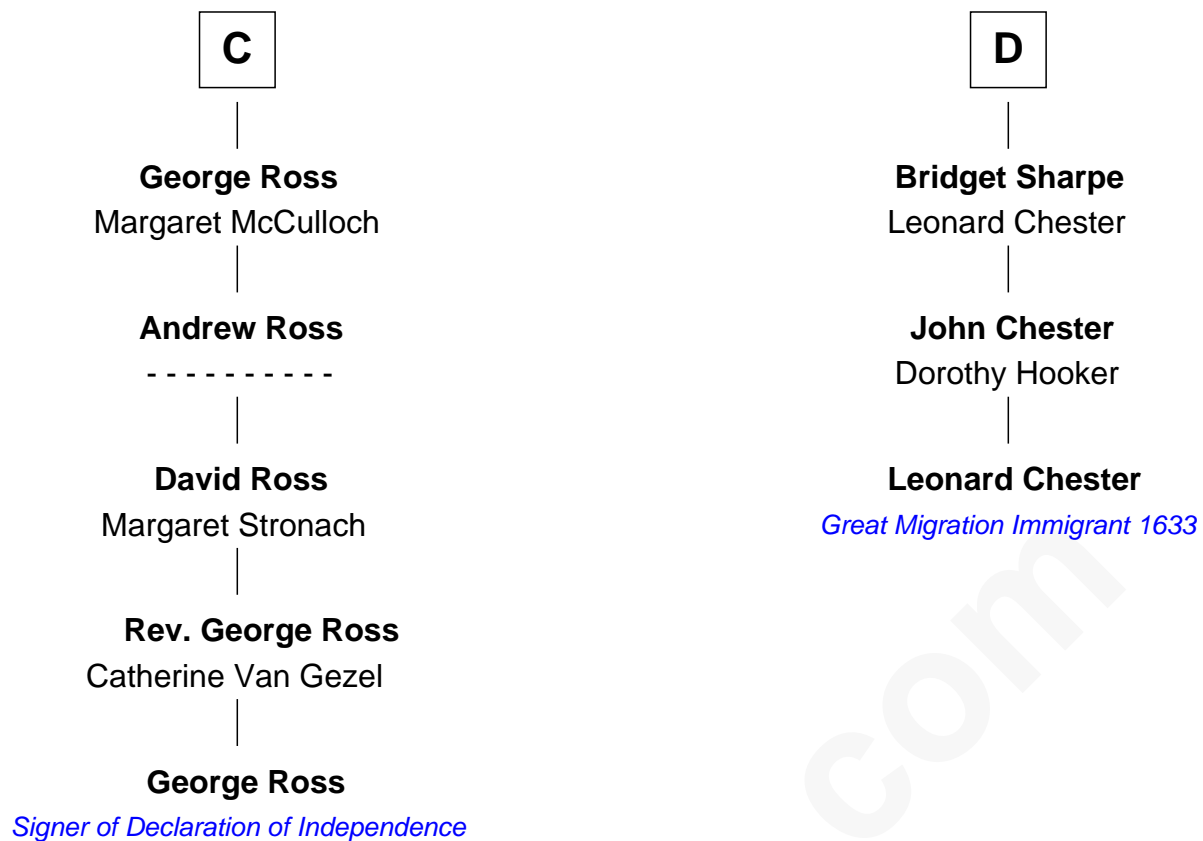 C
George Ross
Margaret McCulloch
Andrew Ross
- - - - - - - - - -
David Ross
Margaret Stronach
Rev. George Ross
Catherine Van Gezel
George Ross
Signer of Declaration of Independence
D
Bridget Sharpe
Leonard Chester
John Chester
Dorothy Hooker
Leonard Chester
Great Migration Immigrant 1633
com